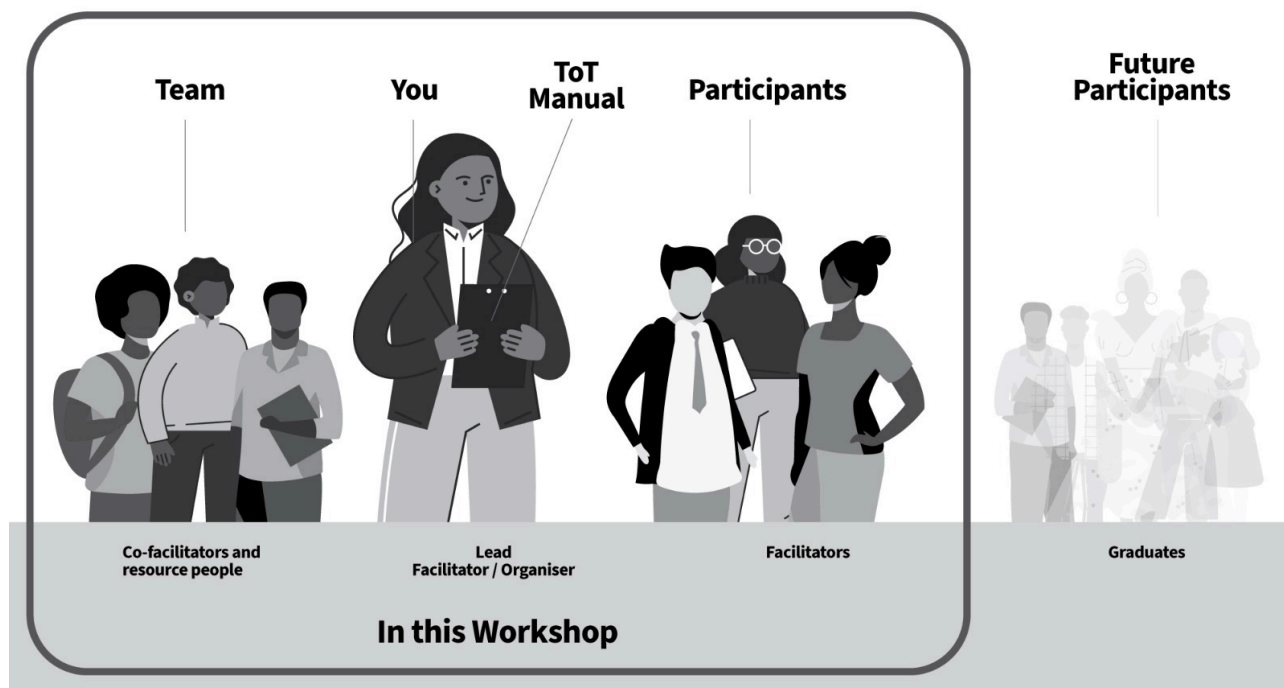 Team
You
ToT
Manual
Participants
Future
Participants
Co-facilitators and
resource people
Lead
Facilitator / Organiser
Facilitators
Graduates
In this Workshop